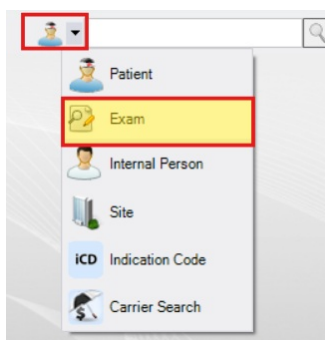 Patient
Exam
Internal Person
Site
iCD Indication Code
$ Carrier Search